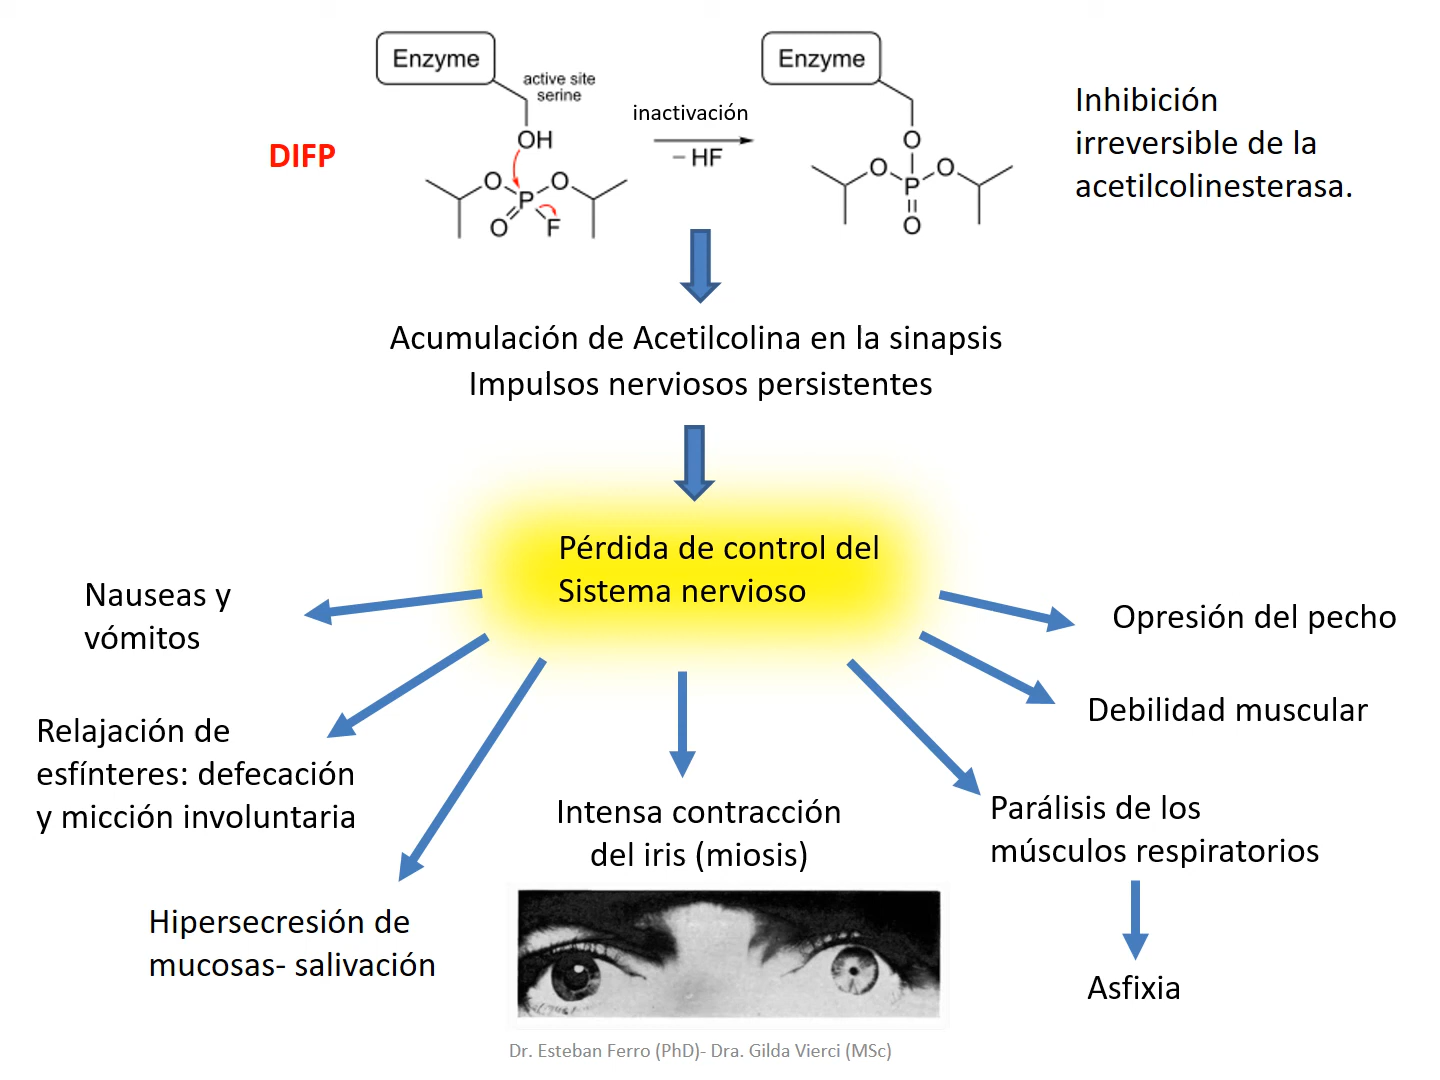 Enzyme
active site
serine
OH
DIFP
O
O
P
O
F
inactivación
– HF
Enzyme
O
O
O
P
O
Inhibición
irreversible de la
acetilcolinesterasa.
Acumulación de Acetilcolina en la sinapsis
Impulsos nerviosos persistentes
Pérdida de control del
Sistema nervioso
Nauseas y
vómitos
Relajación de
esfínteres: defecación
y micción involuntaria
Hipersecresión de
mucosas- salivación
Intensa contracción
del iris (miosis)
Opresión del pecho
Debilidad muscular
Parálisis de los
músculos respiratorios
Asfixia
Dr. Esteban Ferro (PhD)- Dra. Gilda Vierci (MSc)